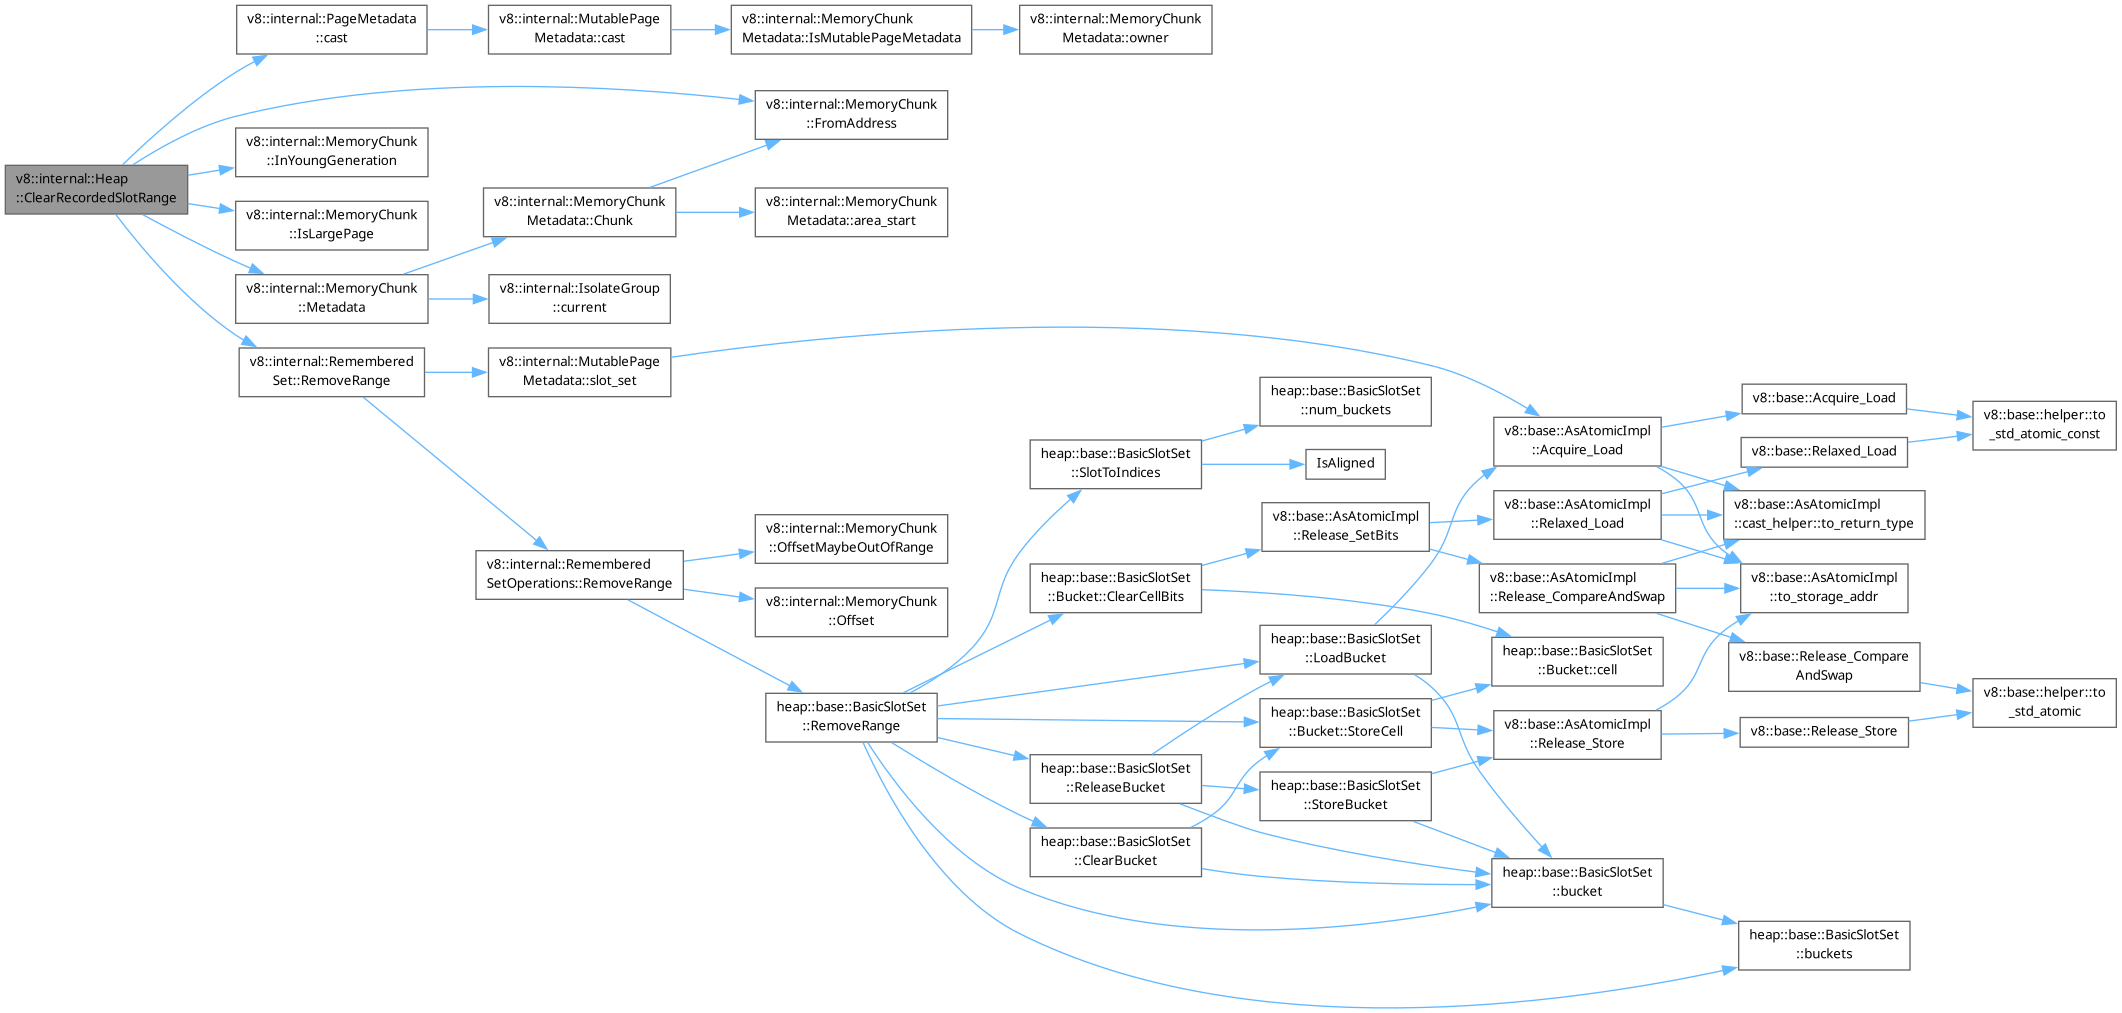 v8::internal::Heap
::ClearRecordedSlotRange
v8::internal::PageMetadata
::cast
v8::internal::MutablePage
Metadata::cast
v8::internal::MemoryChunk
Metadata::IsMutablePageMetadata
v8::internal::MemoryChunk
Metadata::owner
v8::internal::MemoryChunk
::FromAddress
v8::internal::MemoryChunk
::InYoungGeneration
v8::internal::MemoryChunk
::IsLargePage
v8::internal::MemoryChunk
::Metadata
v8::internal::MemoryChunk
Metadata::Chunk
v8::internal::MemoryChunk
Metadata::area_start
v8::internal::IsolateGroup
::current
v8::internal::Remembered
Set::RemoveRange
v8::internal::MutablePage
Metadata::slot_set
v8::internal::Remembered
SetOperations::RemoveRange
v8::internal::MemoryChunk
::OffsetMaybeOutOfRange
v8::internal::MemoryChunk
::Offset
heap::base::BasicSlotSet
::RemoveRange
heap::base::BasicSlotSet
::SlotToIndices
heap::base::BasicSlotSet
::num_buckets
IsAligned
heap::base::BasicSlotSet
::Bucket::ClearCellBits
v8::base::AsAtomicImpl
::Release_SetBits
heap::base::BasicSlotSet
::LoadBucket
heap::base::BasicSlotSet
::Bucket::StoreCell
heap::base::BasicSlotSet
::ReleaseBucket
heap::base::BasicSlotSet
::StoreBucket
heap::base::BasicSlotSet
::ClearBucket
v8::base::AsAtomicImpl
::Acquire_Load
v8::base::AsAtomicImpl
::Relaxed_Load
v8::base::AsAtomicImpl
::Release_CompareAndSwap
heap::base::BasicSlotSet
::Bucket::cell
v8::base::AsAtomicImpl
::Release_Store
heap::base::BasicSlotSet
::bucket
v8::base::Acquire_Load
v8::base::Relaxed_Load
v8::base::AsAtomicImpl
::cast_helper::to_return_type
v8::base::AsAtomicImpl
::to_storage_addr
v8::base::Release_Compare
AndSwap
v8::base::Release_Store
heap::base::BasicSlotSet
::buckets
v8::base::helper::to
_std_atomic_const
v8::base::helper::to
_std_atomic